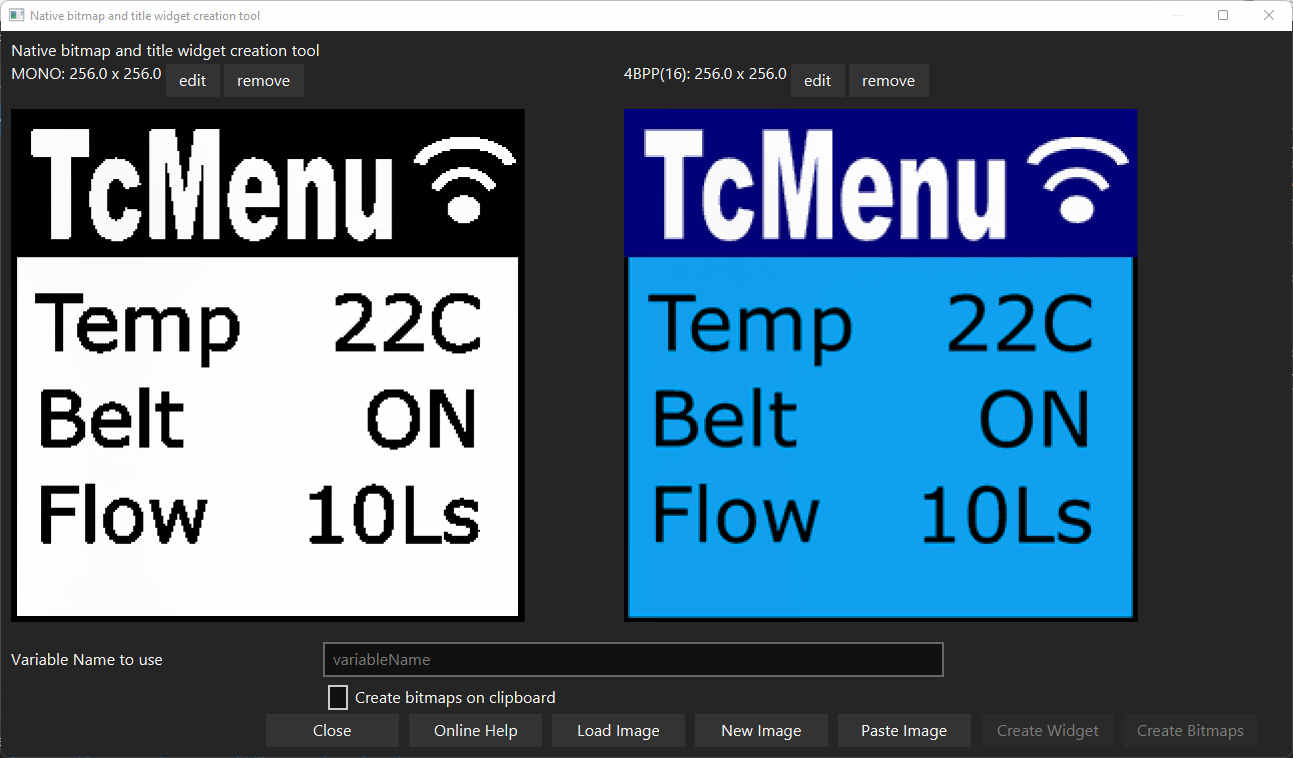 Native bitmap and title widget creation tool
Native bitmap and title widget creation tool
MONO: 256.0 x 256.0 edit remove
4BPP(16): 256.0 x 256.0 edit remove
TcMenu
Temp 22C
Belt ON
Flow 10Ls
TcMenu
Temp 22C
Belt ON
Flow 10Ls
Variable Name to use variableName
Create bitmaps on clipboard
Close Online Help Load Image New Image Paste Image Create Widget Create Bitmaps